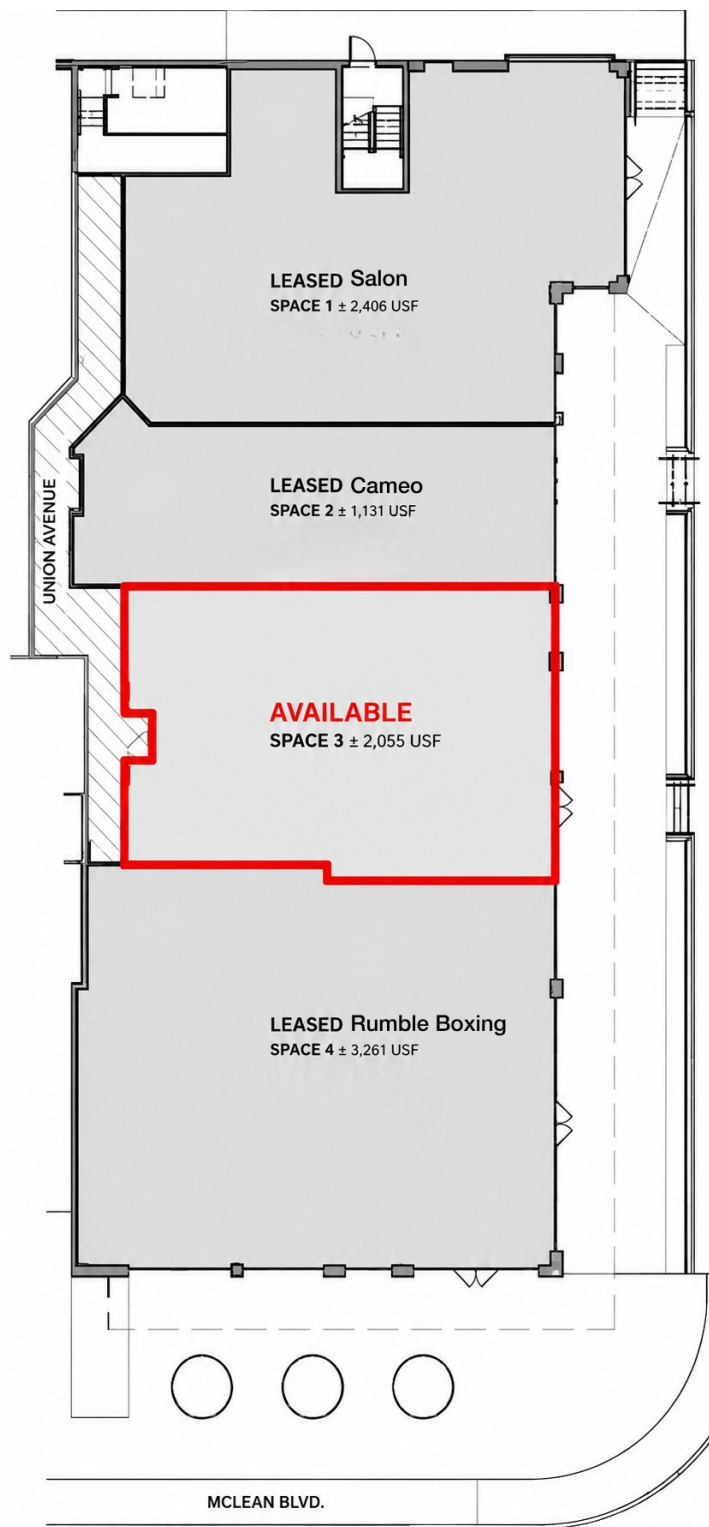 LEASED Salon
SPACE 1 ± 2,406 USF
LEASED Cameo
SPACE 2 ± 1,131 USF
UNION AVENUE
AVAILABLE
SPACE 3 ± 2,055 USF
LEASED Rumble Boxing
SPACE 4 ± 3,261 USF
MCLEAN BLVD.